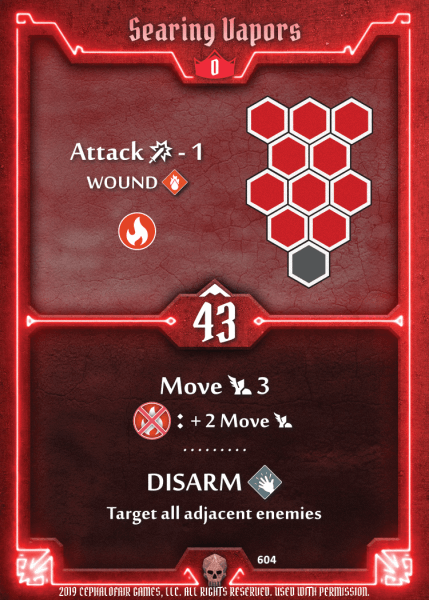 Searing Vapors
0
Attack - 1
WOUND
43
Move 3
: + 2 Move
DISARM
Target all adjacent enemies
604
2019 CEPHALOFAIR GAMES, LLC. ALL RIGHTS RESERVED. USED WITH PERMISSION.